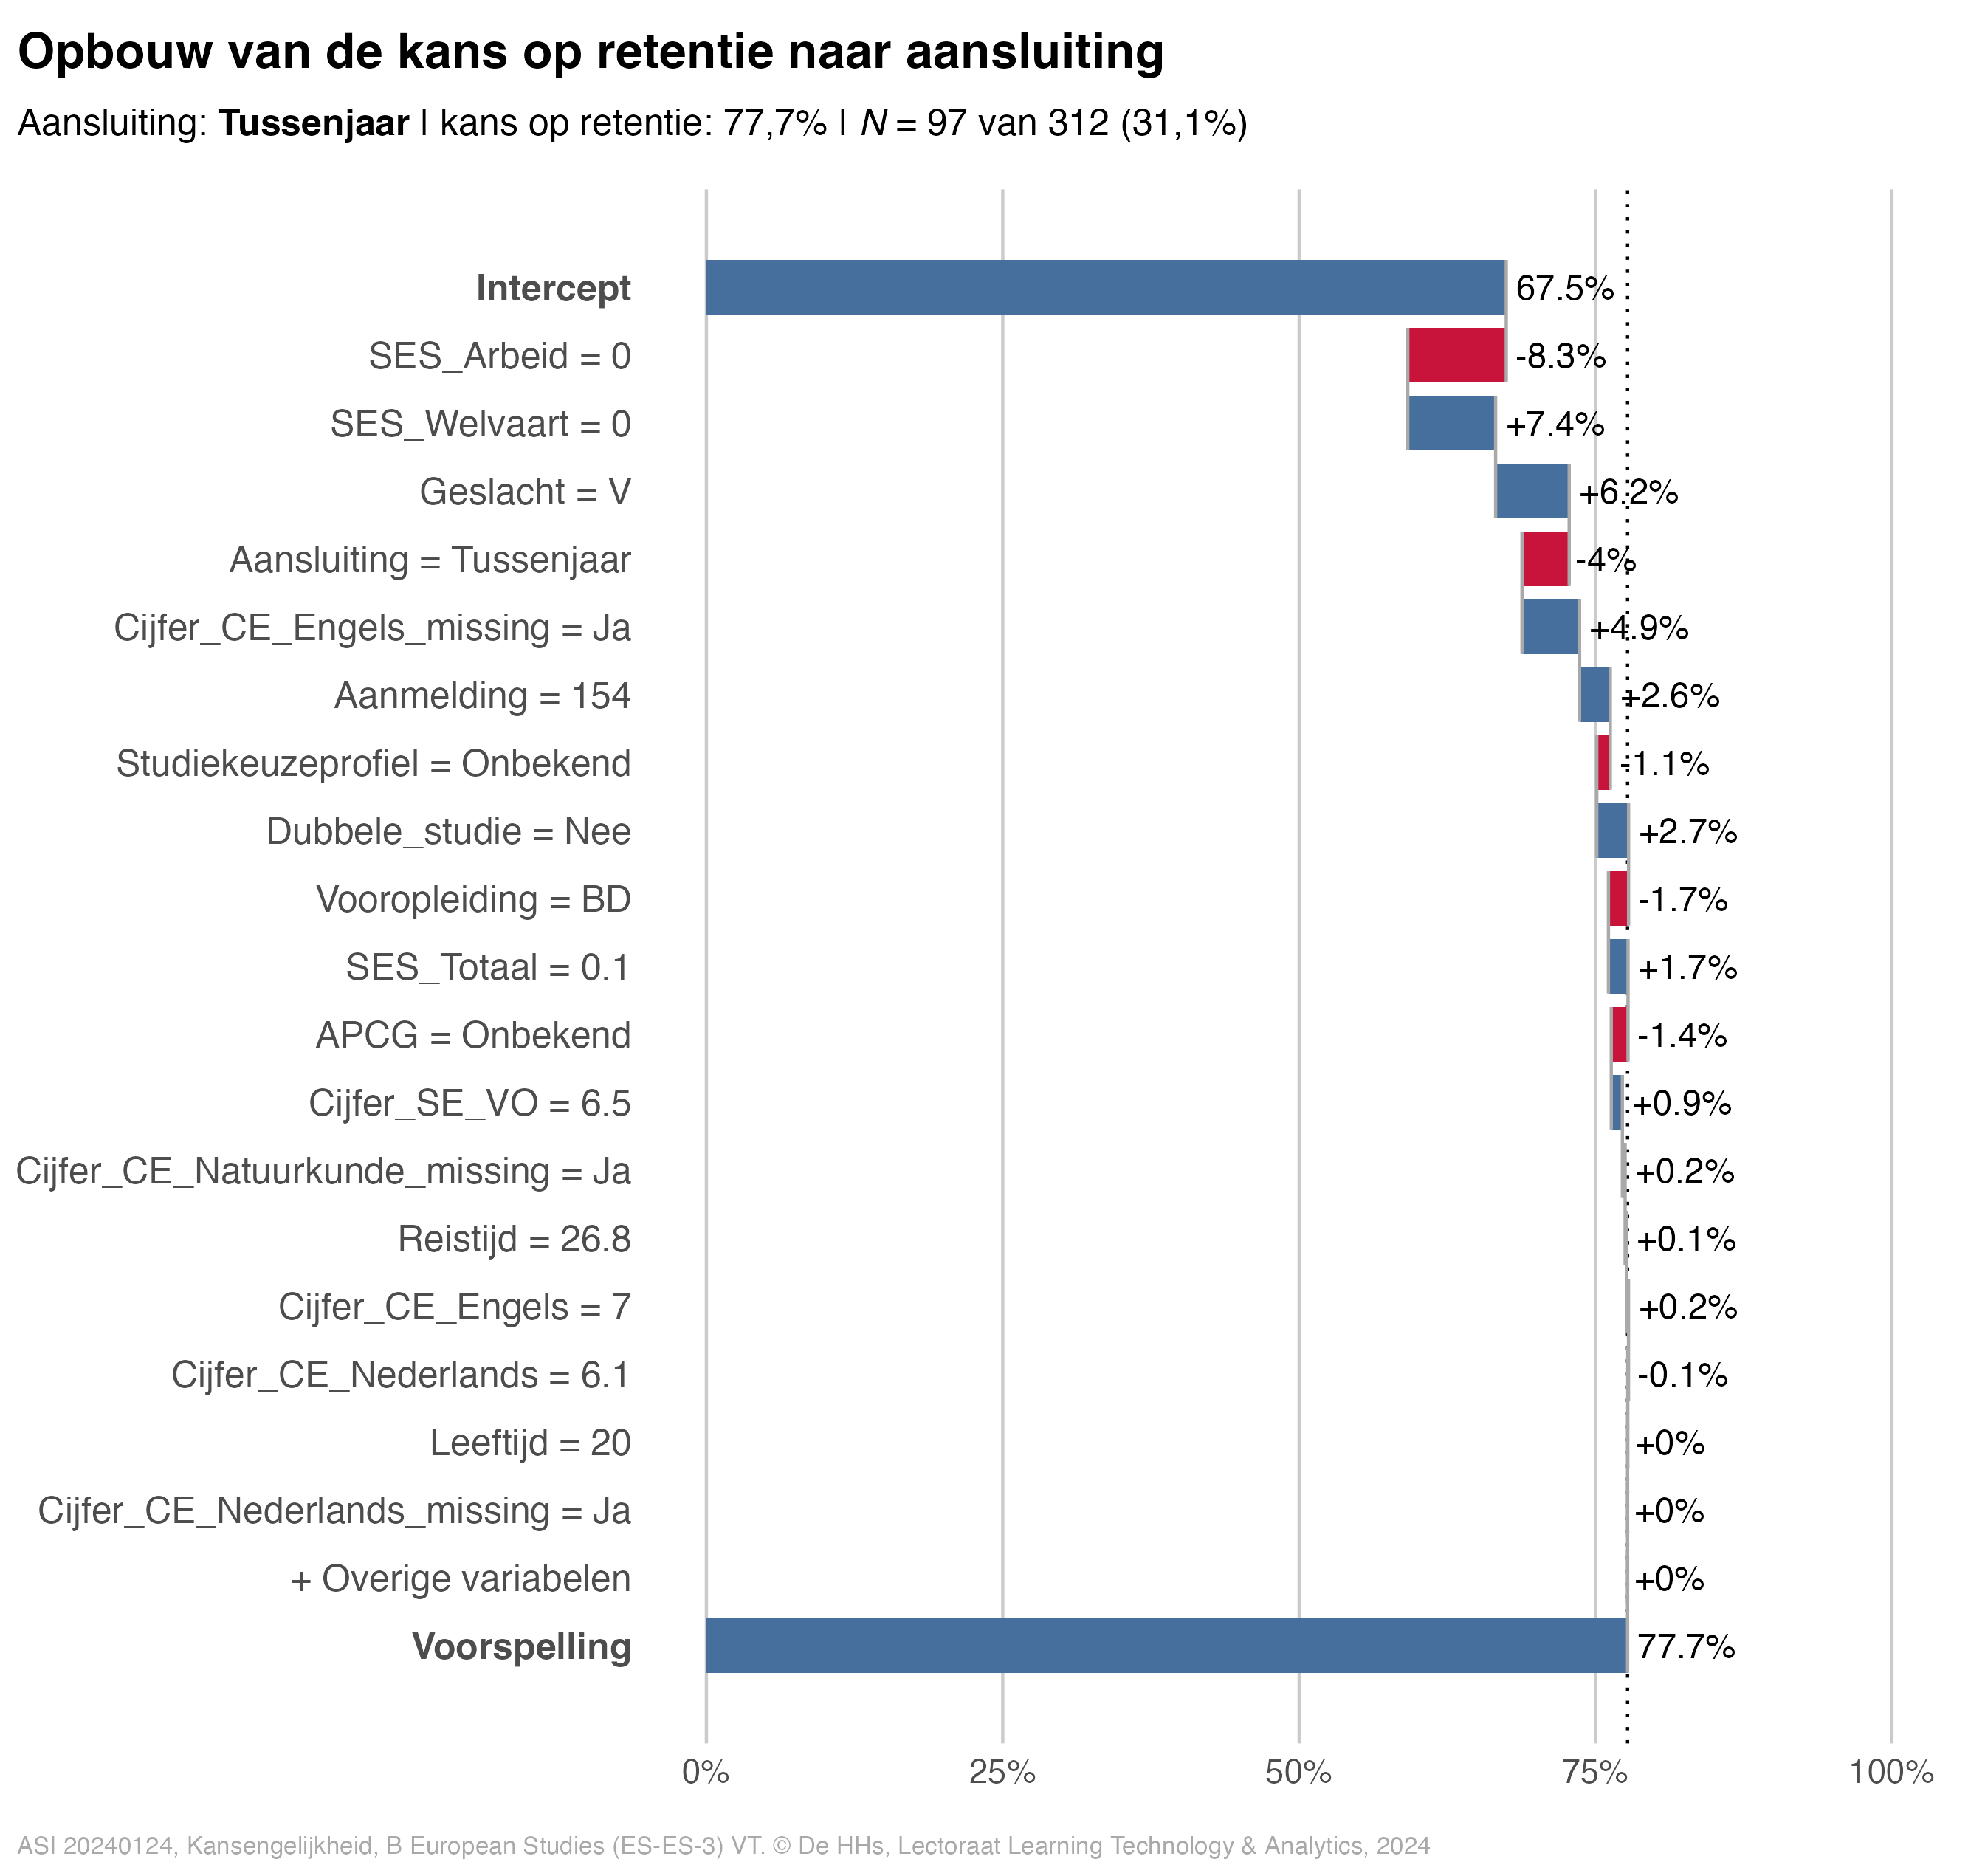 Opbouw van de kans op retentie naar aansluiting
Aansluiting: Tussenjaar | kans op retentie: 77,7% | N = 97 van 312 (31,1%)
Intercept 67.5%
SES_Arbeid = 0 -8.3%
SES_Welvaart = 0 +7.4%
Geslacht = V +6.2%
Aansluiting = Tussenjaar -4%
Cijfer_CE_Engels_missing = Ja +4.9%
Aanmelding = 154 +2.6%
Studiekeuzeprofiel = Onbekend -1.1%
Dubbele_studie = Nee +2.7%
Vooropleiding = BD -1.7%
SES_Totaal = 0.1 +1.7%
APCG = Onbekend -1.4%
Cijfer_SE_VO = 6.5 +0.9%
Cijfer_CE_Natuurkunde_missing = Ja +0.2%
Reistijd = 26.8 +0.1%
Cijfer_CE_Engels = 7 +0.2%
Cijfer_CE_Nederlands = 6.1 -0.1%
Leeftijd = 20 +0%
Cijfer_CE_Nederlands_missing = Ja +0%
+ Overige variabelen +0%
Voorspelling 77.7%
0% 25% 50% 75% 100%
ASI 20240124, Kansengelijkheid, B European Studies (ES-ES-3) VT. © De HHs, Lectoraat Learning Technology & Analytics, 2024